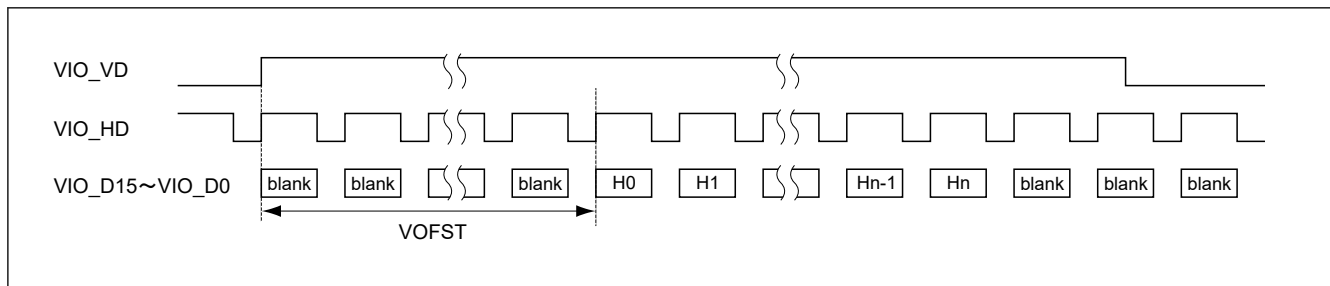 VIO_VD
VIO_HD
VIO_D15～VIO_D0 blank blank blank H0 H1 Hn-1 Hn blank blank blank
VOFST